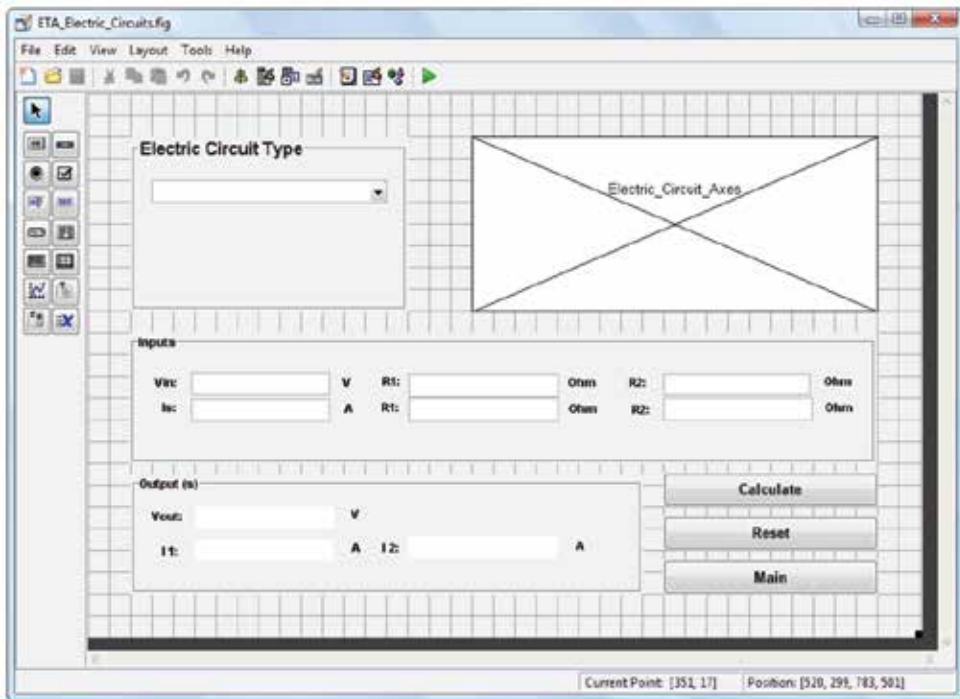 ETA_Electric_Circuits.fig
File Edit View Layout Tools Help
Electric Circuit Type
Electric_Circuit_Axes
Inputs
Vin: V R1: Ohm R2: Ohm
Is: A R1: Ohm R2: Ohm
Output (s)
Vout: V
I1: A I2: A
Calculate
Reset
Main
Current Point: [351, 17] Position: [520, 299, 783, 501]